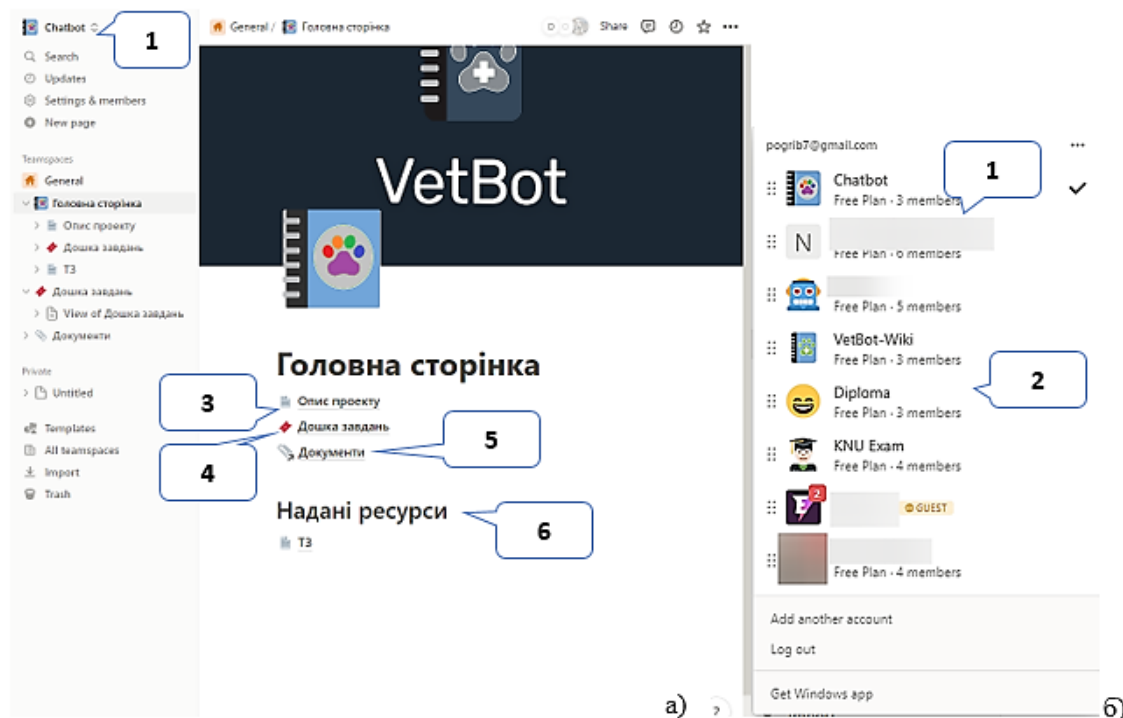 Chatbot
1
Search
Updates
Settings & members
New page
Teamspaces
General
Головна сторінка
Опис проекту
Дошка завдань
ТЗ
Дошка завдань
View of Дошка завдань
Документи
Private
Untitled
Templates
All teamspaces
Import
Trash
General / Головна сторінка
Share
VetBot
Головна сторінка
Опис проекту
Дошка завдань
Документи
3
4
5
Надані ресурси
6
ТЗ
а)
?
pogrib7@gmail.com
1
Chatbot
Free Plan · 3 members
N
Free Plan · 6 members
Free Plan · 5 members
VetBot-Wiki
Free Plan · 3 members
2
Diploma
Free Plan · 3 members
KNU Exam
Free Plan · 4 members
2
GUEST
Free Plan · 4 members
Add another account
Log out
Get Windows app
б)